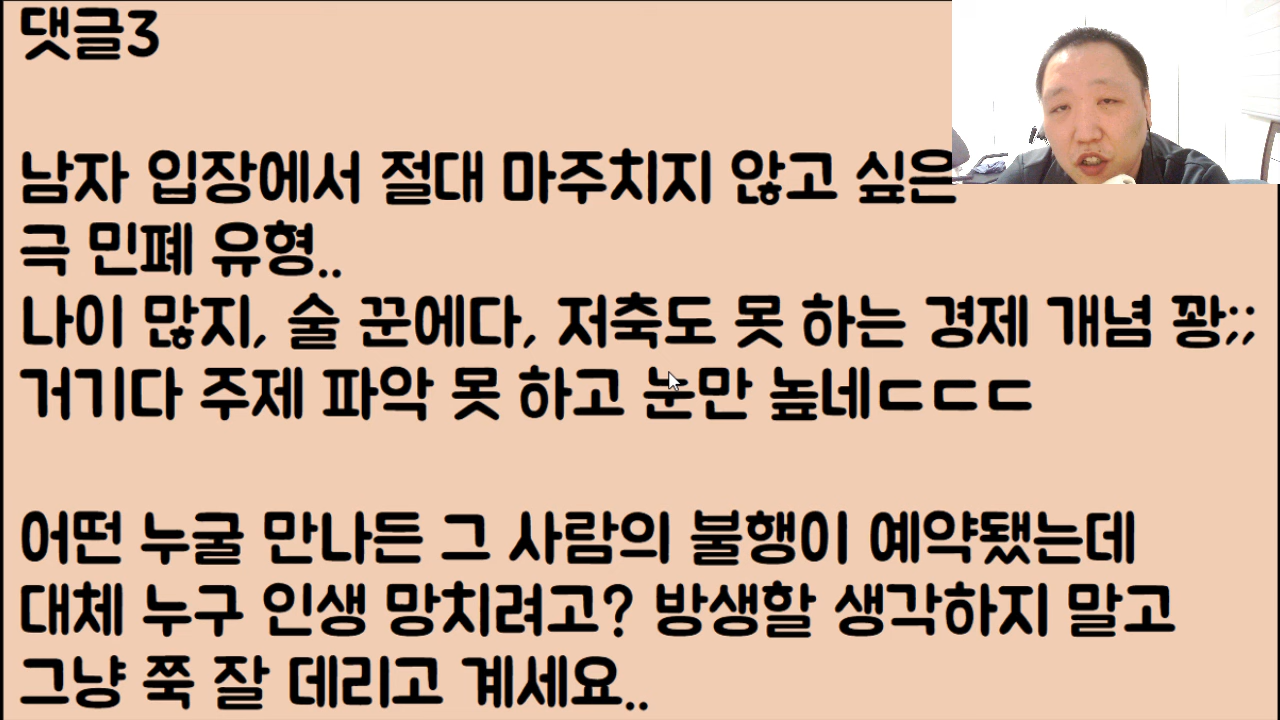 댓글3
남자 입장에서 절대 마주치지 않고 싶은
극 민폐 유형..
나이 많지, 술 꾼에다, 저축도 못 하는 경제 개념 꽝;;
거기다 주제 파악 못 하고 눈만 높네ㄷㄷㄷ
어떤 누굴 만나든 그 사람의 불행이 예약됐는데
대체 누구 인생 망치려고? 방생할 생각하지 말고
그냥 쭉 잘 데리고 계세요..